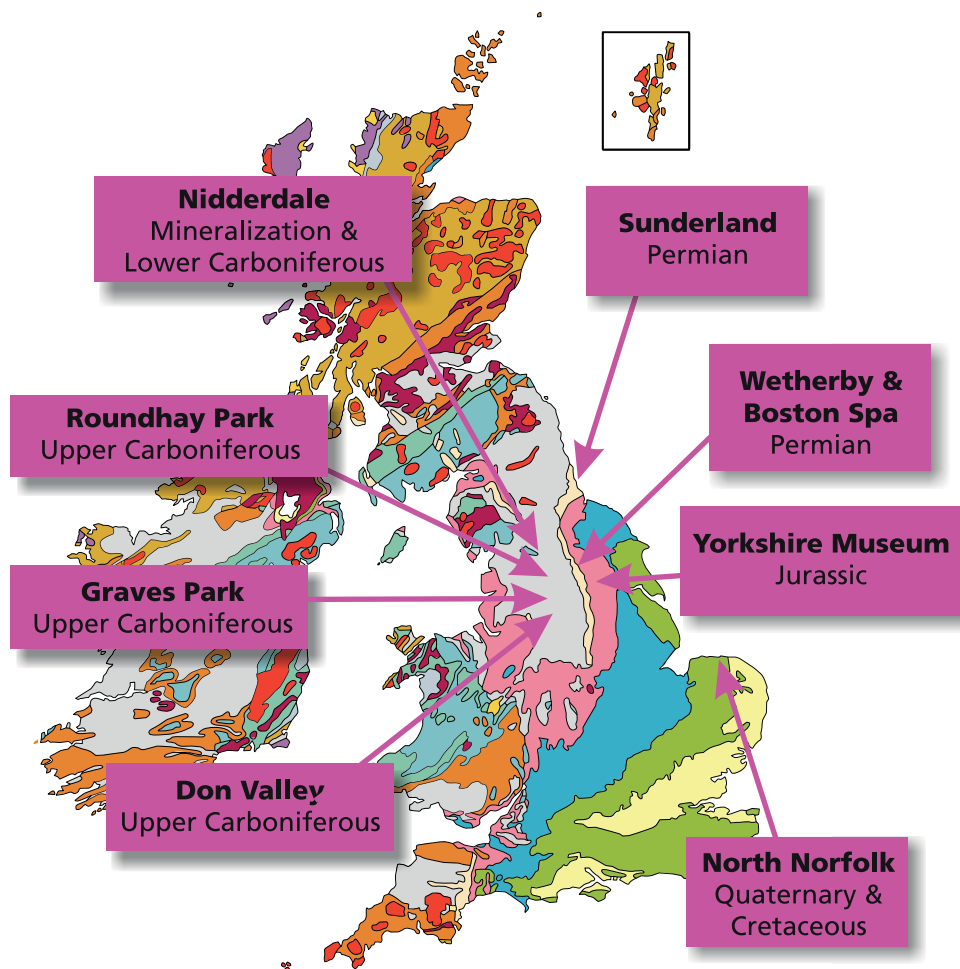 Nidderdale
Mineralization &
Lower Carboniferous
Sunderland
Permian
Wetherby &
Boston Spa
Permian
Roundhay Park
Upper Carboniferous
Yorkshire Museum
Jurassic
Graves Park
Upper Carboniferous
Don Valley
Upper Carboniferous
North Norfolk
Quaternary &
Cretaceous